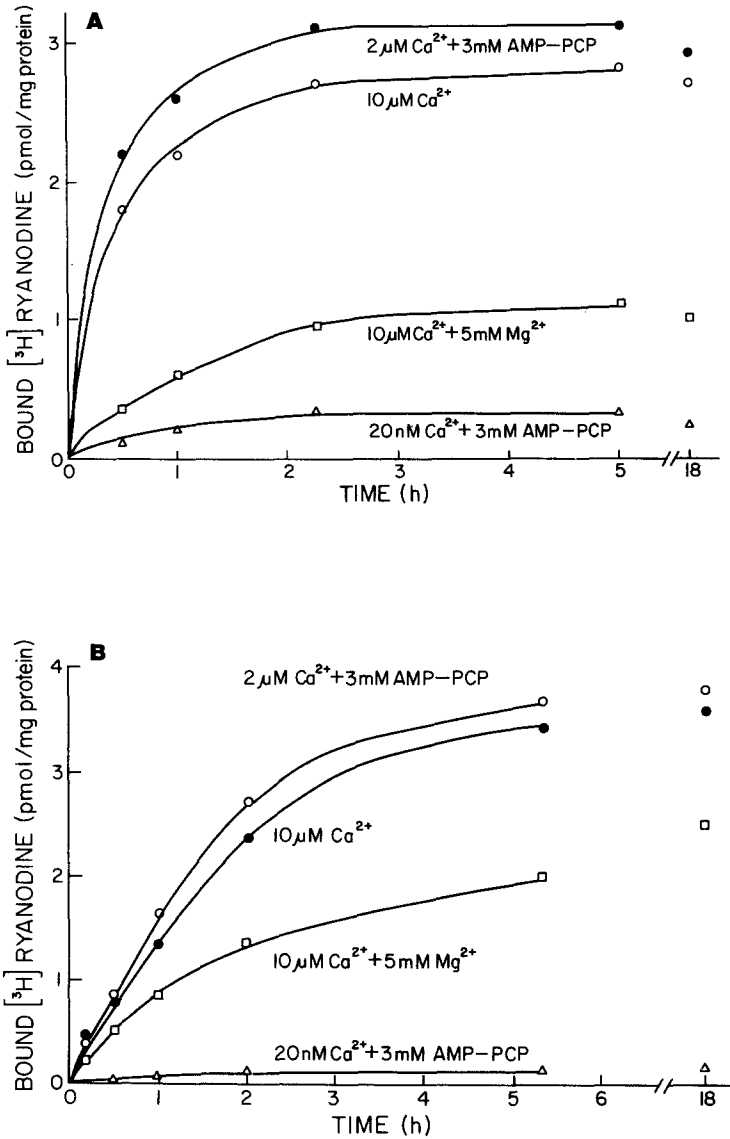 A
BOUND [³H] RYANODINE (pmol/mg protein)
3
2
1
0
2μM Ca²⁺+3mM AMP–PCP
10μM Ca²⁺
10μM Ca²⁺+5mM Mg²⁺
20nM Ca²⁺+3mM AMP–PCP
0 1 2 3 4 5 18
TIME (h)
B
BOUND [³H] RYANODINE (pmol/mg protein)
4
3
2
1
0
2μM Ca²⁺+3mM AMP–PCP
10μM Ca²⁺
10μM Ca²⁺+5mM Mg²⁺
20nM Ca²⁺+3mM AMP–PCP
0 1 2 3 4 5 6 18
TIME (h)